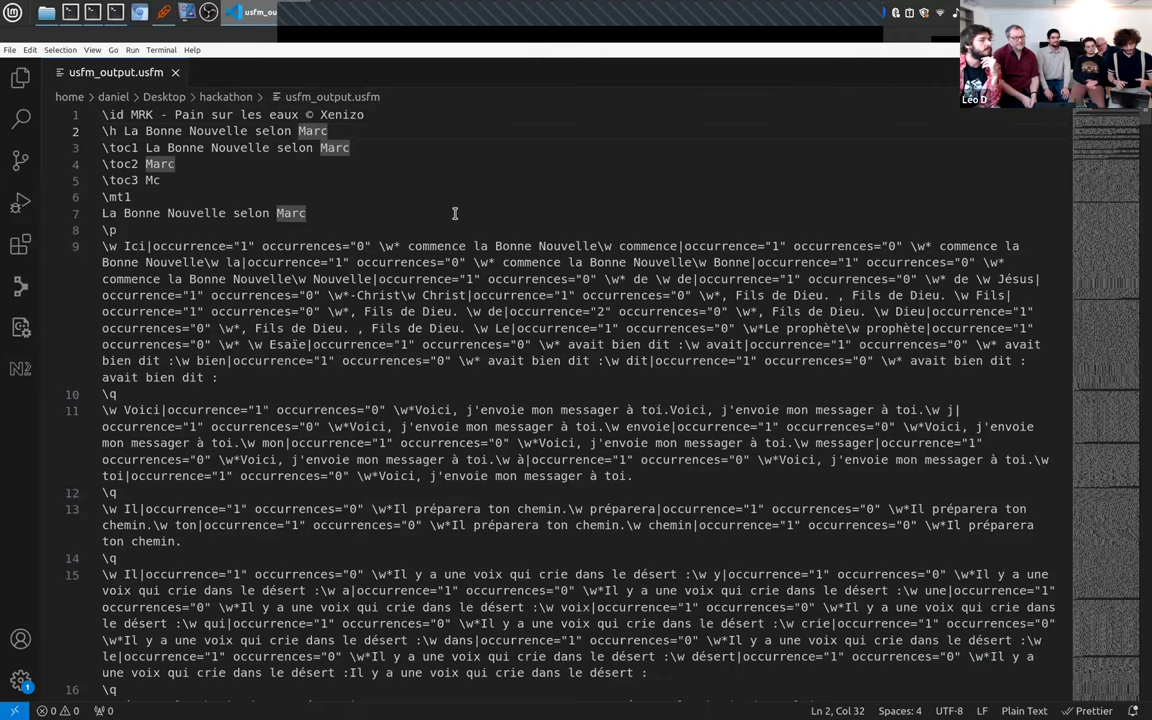 usfm_ou
File Edit Selection View Go Run Terminal Help
usfm_output.usfm
home > daniel > Desktop > hackathon > usfm_output.usfm
Léo D
1 \id MRK - Pain sur les eaux © Xenizo
2 \h La Bonne Nouvelle selon Marc
3 \toc1 La Bonne Nouvelle selon Marc
4 \toc2 Marc
5 \toc3 Mc
6 \mt1
7 La Bonne Nouvelle selon Marc
8 \p
9 \w Ici|occurrence="1" occurrences="0" \w* commence la Bonne Nouvelle\w commence|occurrence="1" occurrences="0" \w* commence la
Bonne Nouvelle\w la|occurrence="1" occurrences="0" \w* commence la Bonne Nouvelle\w Bonne|occurrence="1" occurrences="0" \w*
commence la Bonne Nouvelle\w Nouvelle|occurrence="1" occurrences="0" \w* de \w de|occurrence="1" occurrences="0" \w* de \w Jésus|
occurrence="1" occurrences="0" \w*-Christ\w Christ|occurrence="1" occurrences="0" \w*, Fils de Dieu. , Fils de Dieu. \w Fils|
occurrence="1" occurrences="0" \w*, Fils de Dieu. \w de|occurrence="2" occurrences="0" \w*, Fils de Dieu. \w Dieu|occurrence="1"
occurrences="0" \w*, Fils de Dieu. , Fils de Dieu. \w Le|occurrence="1" occurrences="0" \w*Le prophète\w prophète|occurrence="1"
occurrences="0" \w* \w Esaïe|occurrence="1" occurrences="0" \w* avait bien dit :\w avait|occurrence="1" occurrences="0" \w* avait
bien dit :\w bien|occurrence="1" occurrences="0" \w* avait bien dit :\w dit|occurrence="1" occurrences="0" \w* avait bien dit :
avait bien dit :
10 \q
11 \w Voici|occurrence="1" occurrences="0" \w*Voici, j'envoie mon messager à toi.Voici, j'envoie mon messager à toi.\w j|
occurrence="1" occurrences="0" \w*Voici, j'envoie mon messager à toi.\w envoie|occurrence="1" occurrences="0" \w*Voici, j'envoie
mon messager à toi.\w mon|occurrence="1" occurrences="0" \w*Voici, j'envoie mon messager à toi.\w messager|occurrence="1"
occurrences="0" \w*Voici, j'envoie mon messager à toi.\w à|occurrence="1" occurrences="0" \w*Voici, j'envoie mon messager à toi.\w
toi|occurrence="1" occurrences="0" \w*Voici, j'envoie mon messager à toi.
12 \q
13 \w Il|occurrence="1" occurrences="0" \w*Il préparera ton chemin.\w préparera|occurrence="1" occurrences="0" \w*Il préparera ton
chemin.\w ton|occurrence="1" occurrences="0" \w*Il préparera ton chemin.\w chemin|occurrence="1" occurrences="0" \w*Il préparera
ton chemin.
14 \q
15 \w Il|occurrence="1" occurrences="0" \w*Il y a une voix qui crie dans le désert :\w y|occurrence="1" occurrences="0" \w*Il y a une
voix qui crie dans le désert :\w a|occurrence="1" occurrences="0" \w*Il y a une voix qui crie dans le désert :\w une|occurrence="1"
occurrences="0" \w*Il y a une voix qui crie dans le désert :\w voix|occurrence="1" occurrences="0" \w*Il y a une voix qui crie dans
le désert :\w qui|occurrence="1" occurrences="0" \w*Il y a une voix qui crie dans le désert :\w crie|occurrence="1" occurrences="0"
\w*Il y a une voix qui crie dans le désert :\w dans|occurrence="1" occurrences="0" \w*Il y a une voix qui crie dans le désert :\w
le|occurrence="1" occurrences="0" \w*Il y a une voix qui crie dans le désert :\w désert|occurrence="1" occurrences="0" \w*Il y a
une voix qui crie dans le désert :Il y a une voix qui crie dans le désert :
16 \q
0 0 0 Ln 2, Col 32 Spaces: 4 UTF-8 LF Plain Text Prettier